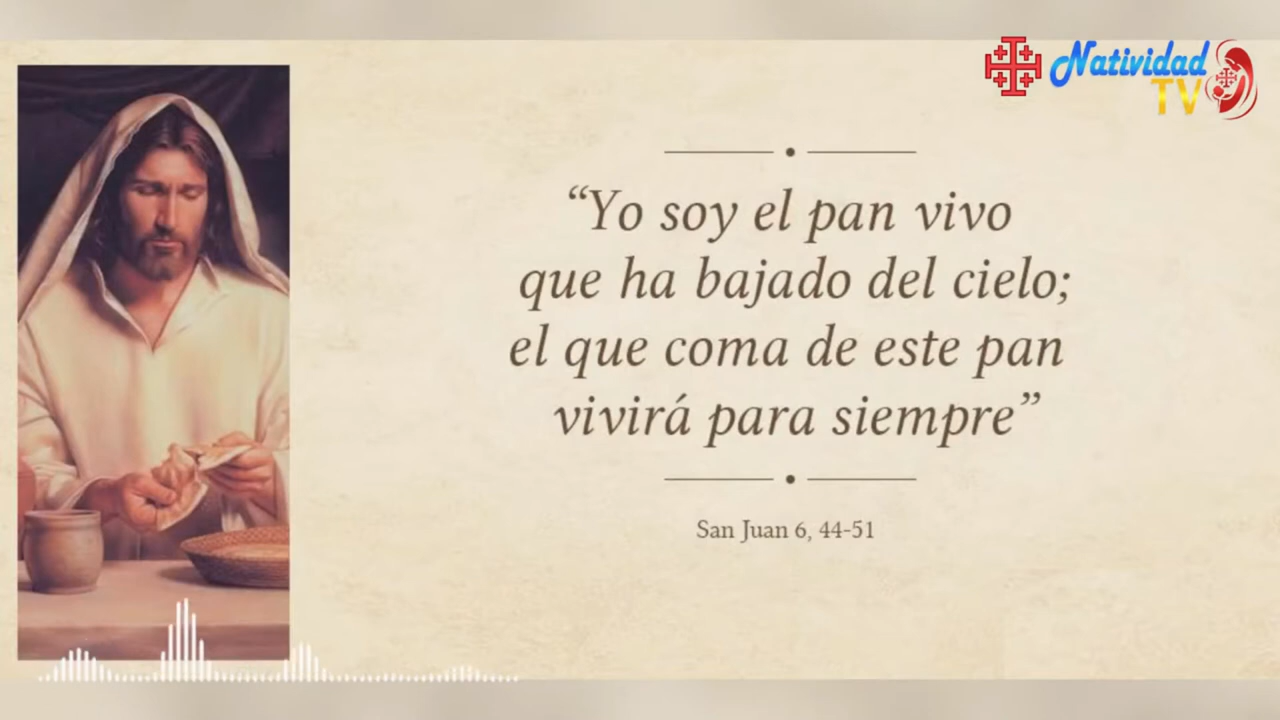 Natividad
TV
“Yo soy el pan vivo
que ha bajado del cielo;
el que coma de este pan
vivirá para siempre”
San Juan 6, 44-51